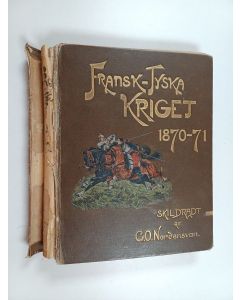 FRANSK-TYSKA
KRIGET
1870-71
SKILDRADT
AF
C.O. Nordensvan.